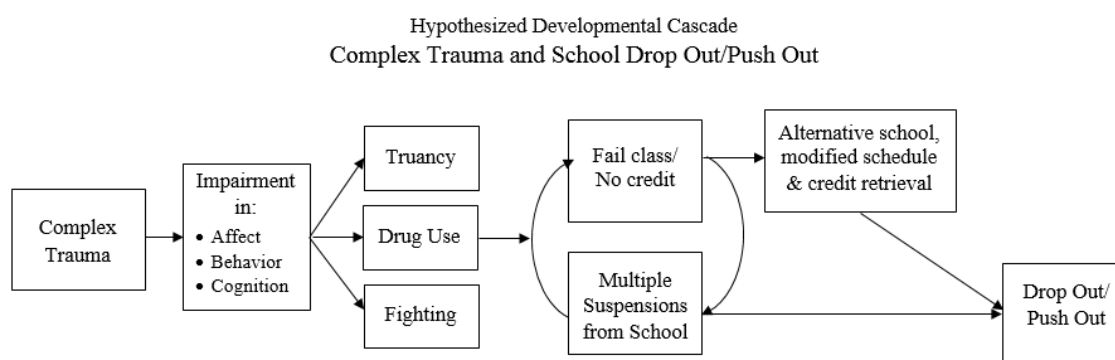 Hypothesized Developmental Cascade
Complex Trauma and School Drop Out/Push Out
Complex
Trauma
Impairment
in:
• Affect
• Behavior
• Cognition
Truancy
Drug Use
Fighting
Fail class/
No credit
Multiple
Suspensions
from School
Alternative school,
modified schedule
& credit retrieval
Drop Out/
Push Out